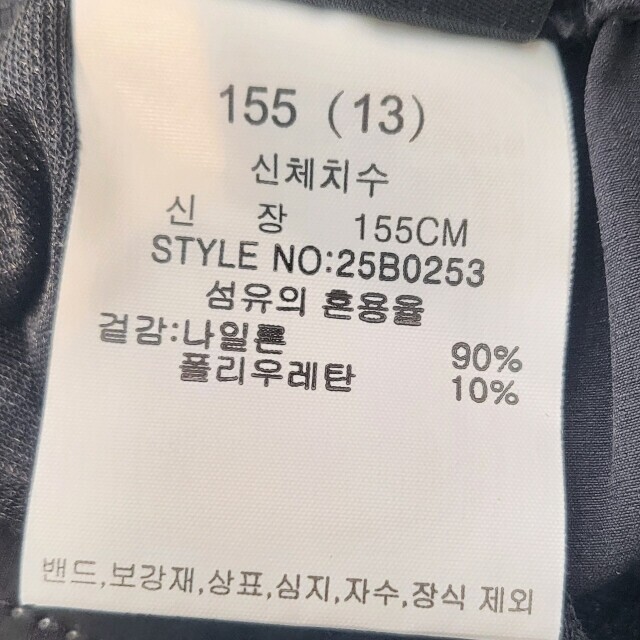 155 (13)
신체치수
신 장 155CM
STYLE NO:25B0253
섬유의 혼용율
겉감:나일론 90%
폴리우레탄 10%
밴드,보강재,상표,심지,자수,장식 제외